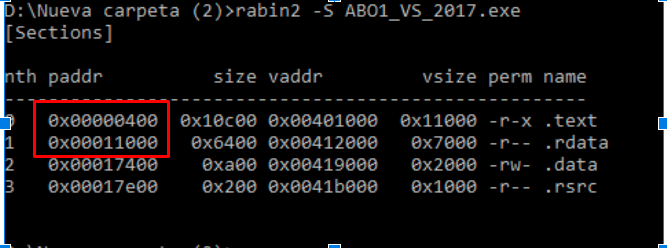 D:\Nueva carpeta (2)>rabin2 -S ABO1_VS_2017.exe
[Sections]
nth paddr size vaddr vsize perm name
0 0x00000400 0x10c00 0x00401000 0x11000 -r-x .text
1 0x00011000 0x6400 0x00412000 0x7000 -r-- .rdata
2 0x00017400 0xa00 0x00419000 0x2000 -rw- .data
3 0x00017e00 0x200 0x0041b000 0x1000 -r-- .rsrc